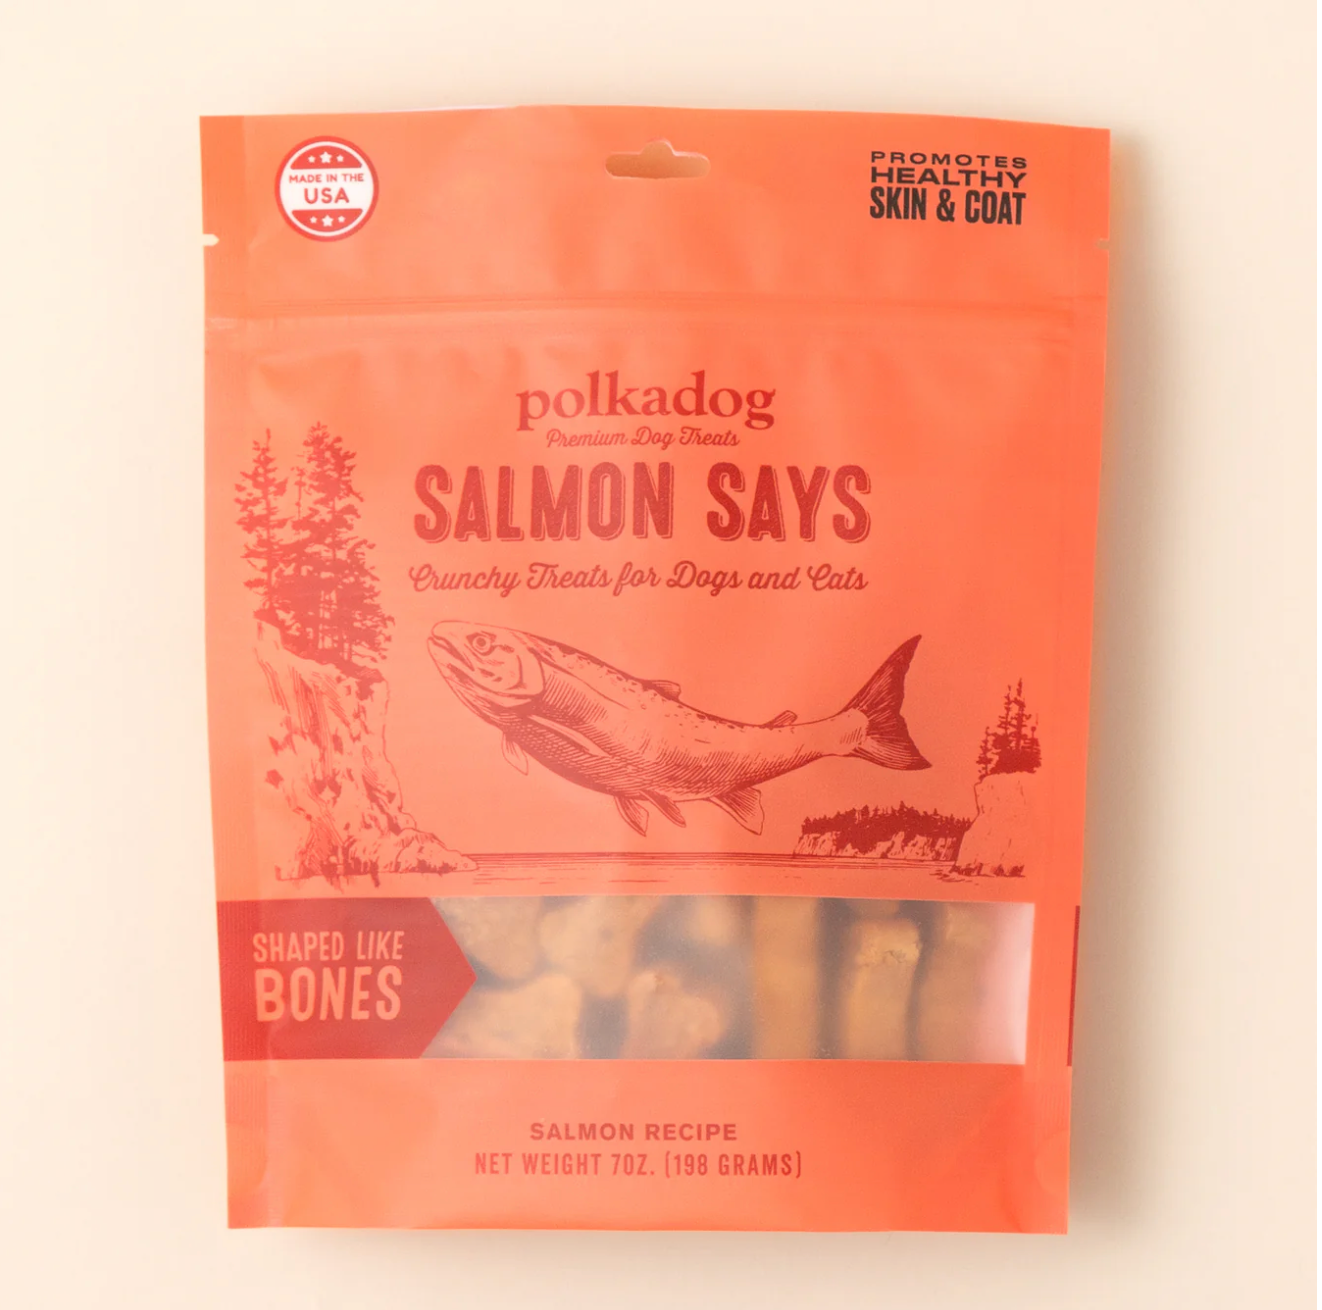 MADE IN THE
USA
PROMOTES
HEALTHY
SKIN & COAT
polkadog
Premium Dog Treats
SALMON SAYS
Crunchy Treats for Dogs and Cats
SHAPED LIKE
BONES
SALMON RECIPE
NET WEIGHT 7OZ. (198 GRAMS)